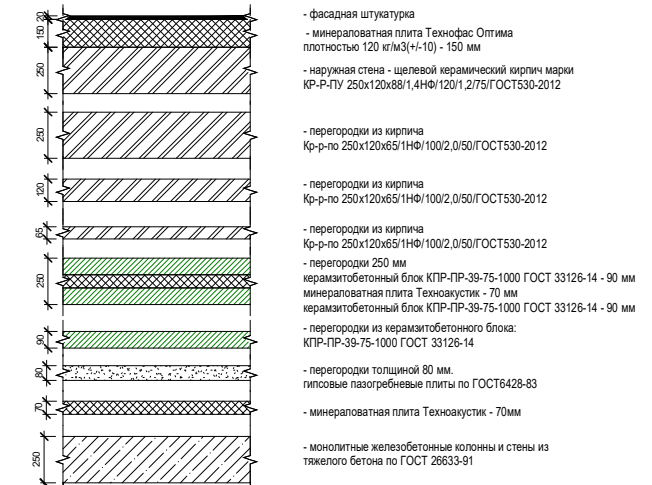 20
- фасадная штукатурка
150
- минераловатная плита Технофас Оптима
плотностью 120 кг/м3(+/-10) - 150 мм
250
- наружная стена - щелевой керамический кирпич марки
КР-Р-ПУ 250х120х88/1,4НФ/120/1,2/75/ГОСТ530-2012
250
- перегородки из кирпича
Кр-р-по 250х120х65/1НФ/100/2,0/50/ГОСТ530-2012
120
- перегородки из кирпича
Кр-р-по 250х120х65/1НФ/100/2,0/50/ГОСТ530-2012
65
- перегородки из кирпича
Кр-р-по 250х120х65/1НФ/100/2,0/50/ГОСТ530-2012
250
- перегородки 250 мм
керамзитобетонный блок КПР-ПР-39-75-1000 ГОСТ 33126-14 - 90 мм
минераловатная плита Техноакустик - 70 мм
керамзитобетонный блок КПР-ПР-39-75-1000 ГОСТ 33126-14 - 90 мм
90
- перегородки из керамзитобетонного блока:
КПР-ПР-39-75-1000 ГОСТ 33126-14
80
- перегородки толщиной 80 мм.
гипсовые пазогребневые плиты по ГОСТ6428-83
70
- минераловатная плита Техноакустик - 70мм
250
- монолитные железобетонные колонны и стены из
тяжелого бетона по ГОСТ 26633-91